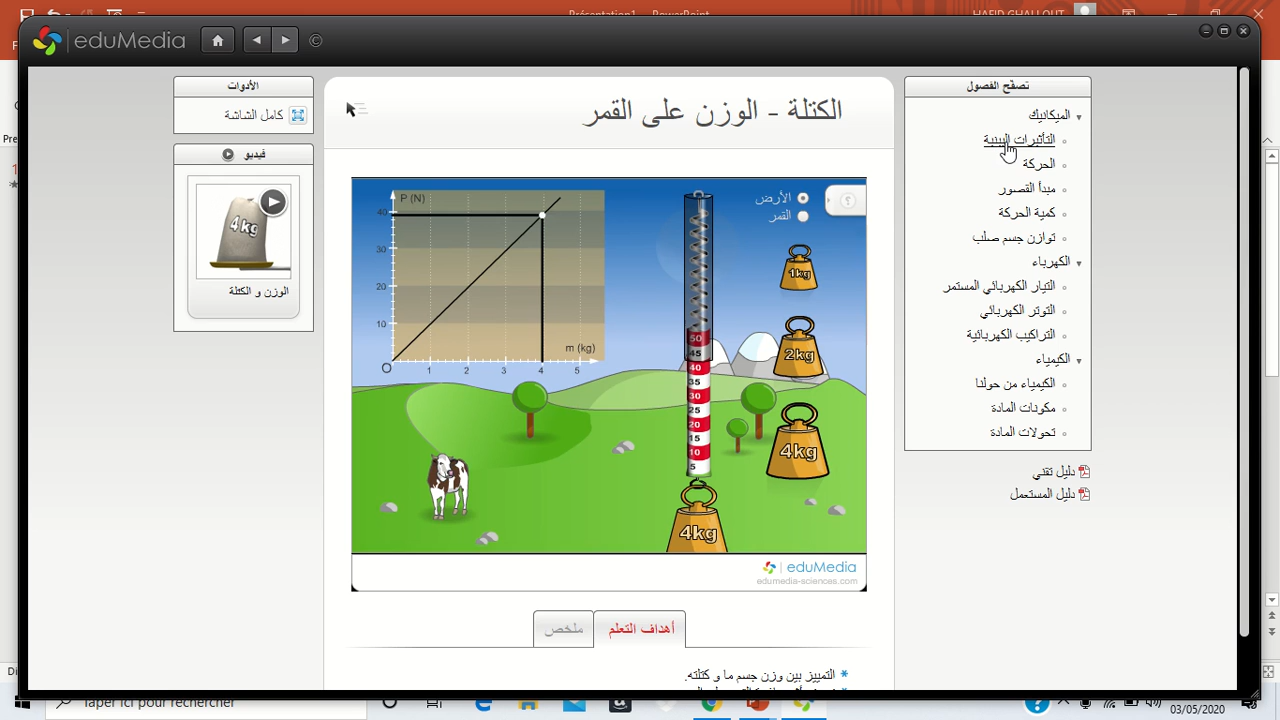 Présentation1 - PowerPoint
HAFID GHACHA
eduMedia
©
الأدوات
كامل الشاشة
فيديو
4 kg
الوزن و الكتلة
الكتلة - الوزن على القمر
P (N)
40
30
20
10
O
1
2
3
4
5
m (kg)
50
45
40
35
30
25
20
15
10
5
4kg
الأرض
القمر
?
1kg
2kg
4kg
eduMedia
edumedia-sciences.com
أهداف التعلم
ملخص
* التمييز بين وزن جسم ما و كتلته.
تصفّح الفصول
الميكانيك
التأثيرات البينية
الحركة
مبدأ القصور
كمية الحركة
توازن جسم صلب
الكهرباء
التيار الكهربائي المستمر
التوتر الكهربائي
التراكيب الكهربائية
الكيمياء
الكيمياء من حولنا
مكونات المادة
تحولات المادة
دليل تقني
دليل المستعمل
Taper ici pour rechercher
03/05/2020